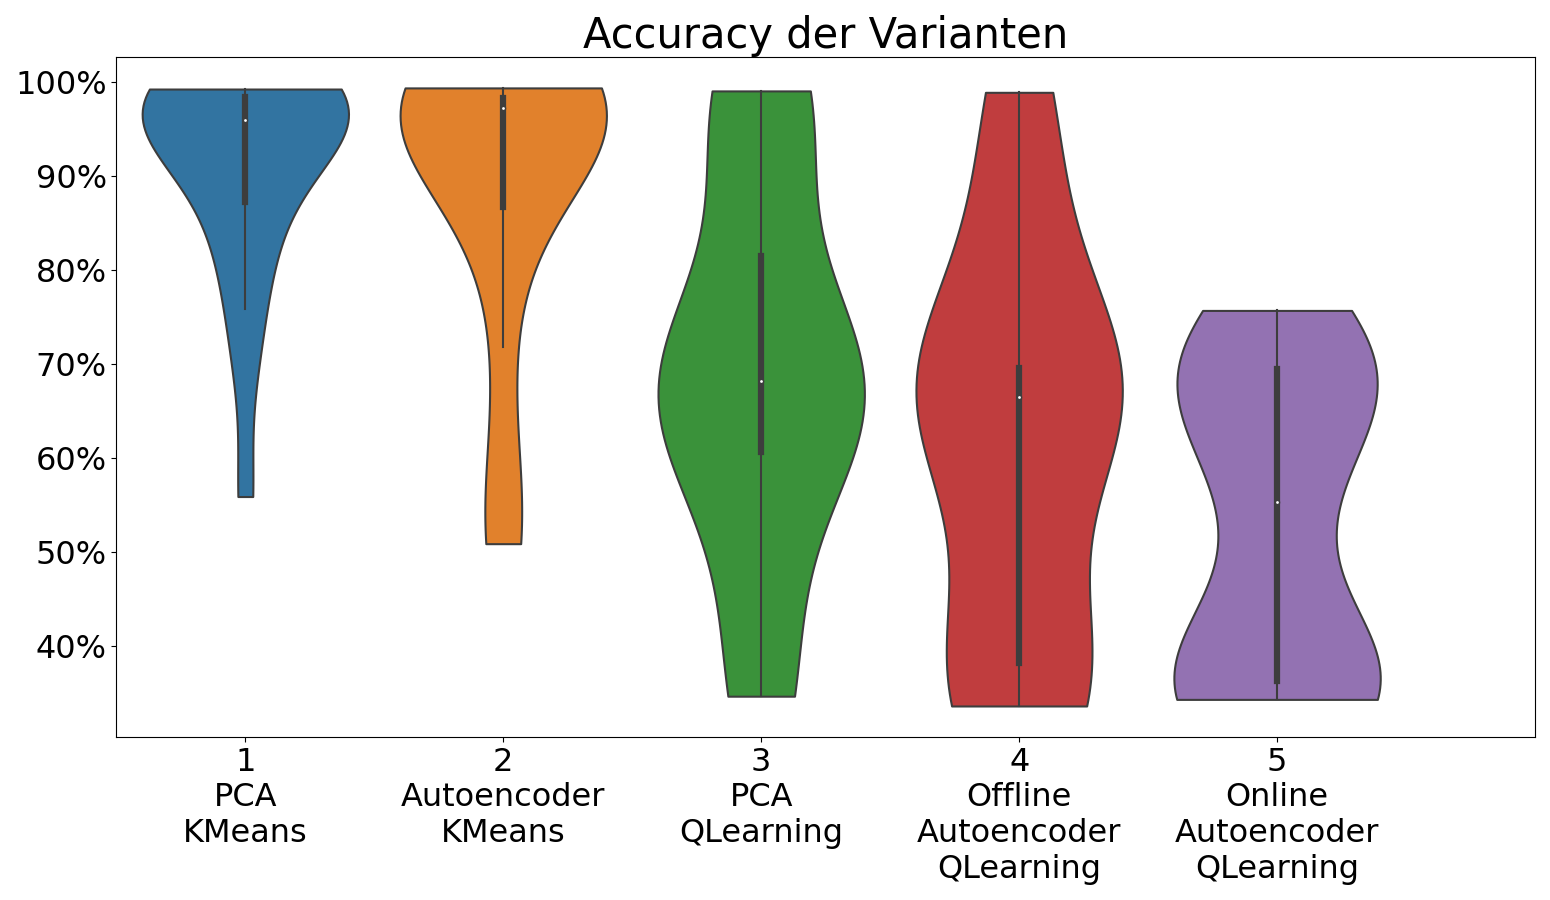 Accuracy der Varianten
100%
90%
80%
70%
60%
50%
40%
1
PCA
KMeans
2
Autoencoder
KMeans
3
PCA
QLearning
4
Offline
Autoencoder
QLearning
5
Online
Autoencoder
QLearning